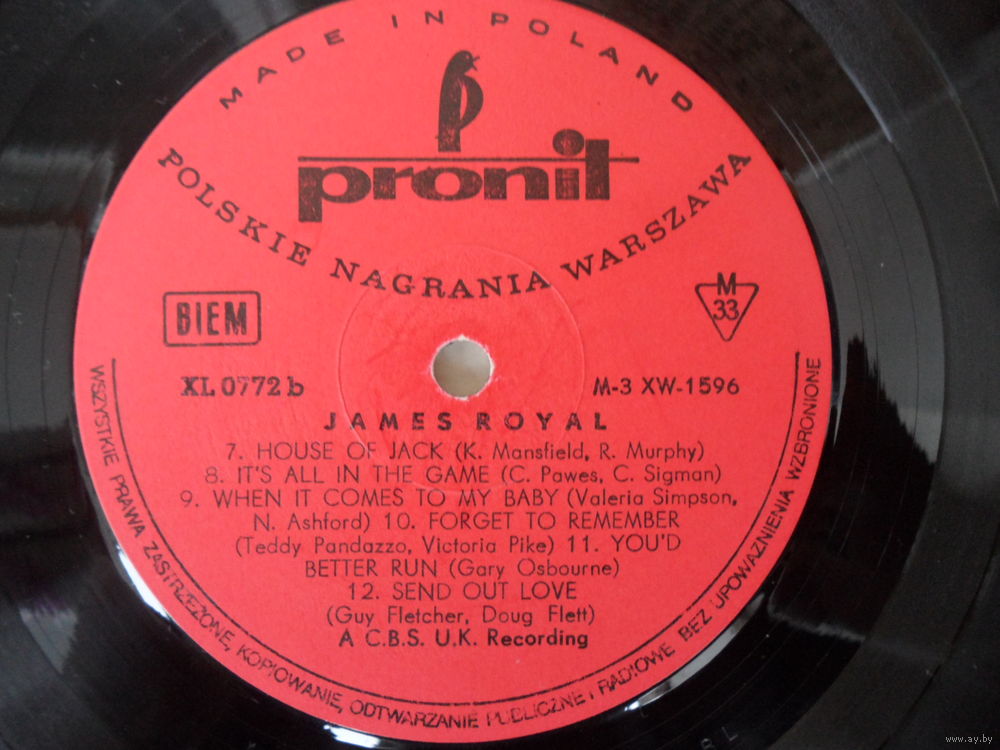 MADE IN POLAND
pronit
POLSKIE NAGRANIA WARSZAWA
BIEM
M
33
XL 0772 b
M-3 XW-1596
JAMES ROYAL
7. HOUSE OF JACK (K. Mansfield, R. Murphy)
8. IT'S ALL IN THE GAME (C. Pawes, C. Sigman)
9. WHEN IT COMES TO MY BABY (Valeria Simpson,
N. Ashford) 10. FORGET TO REMEMBER
(Teddy Pandazzo, Victoria Pike) 11. YOU'D
BETTER RUN (Gary Osbourne)
12. SEND OUT LOVE
(Guy Fletcher, Doug Flett)
A C.B.S. U.K. Recording
WSZYSTKIE PRAWA ZASTRZEŻONE, KOPIOWANIE, ODTWARZANIE PUBLICZNE I RADIOWE BEZ UPOWAŻNIENIA WZBRONIONE
www.ay.by